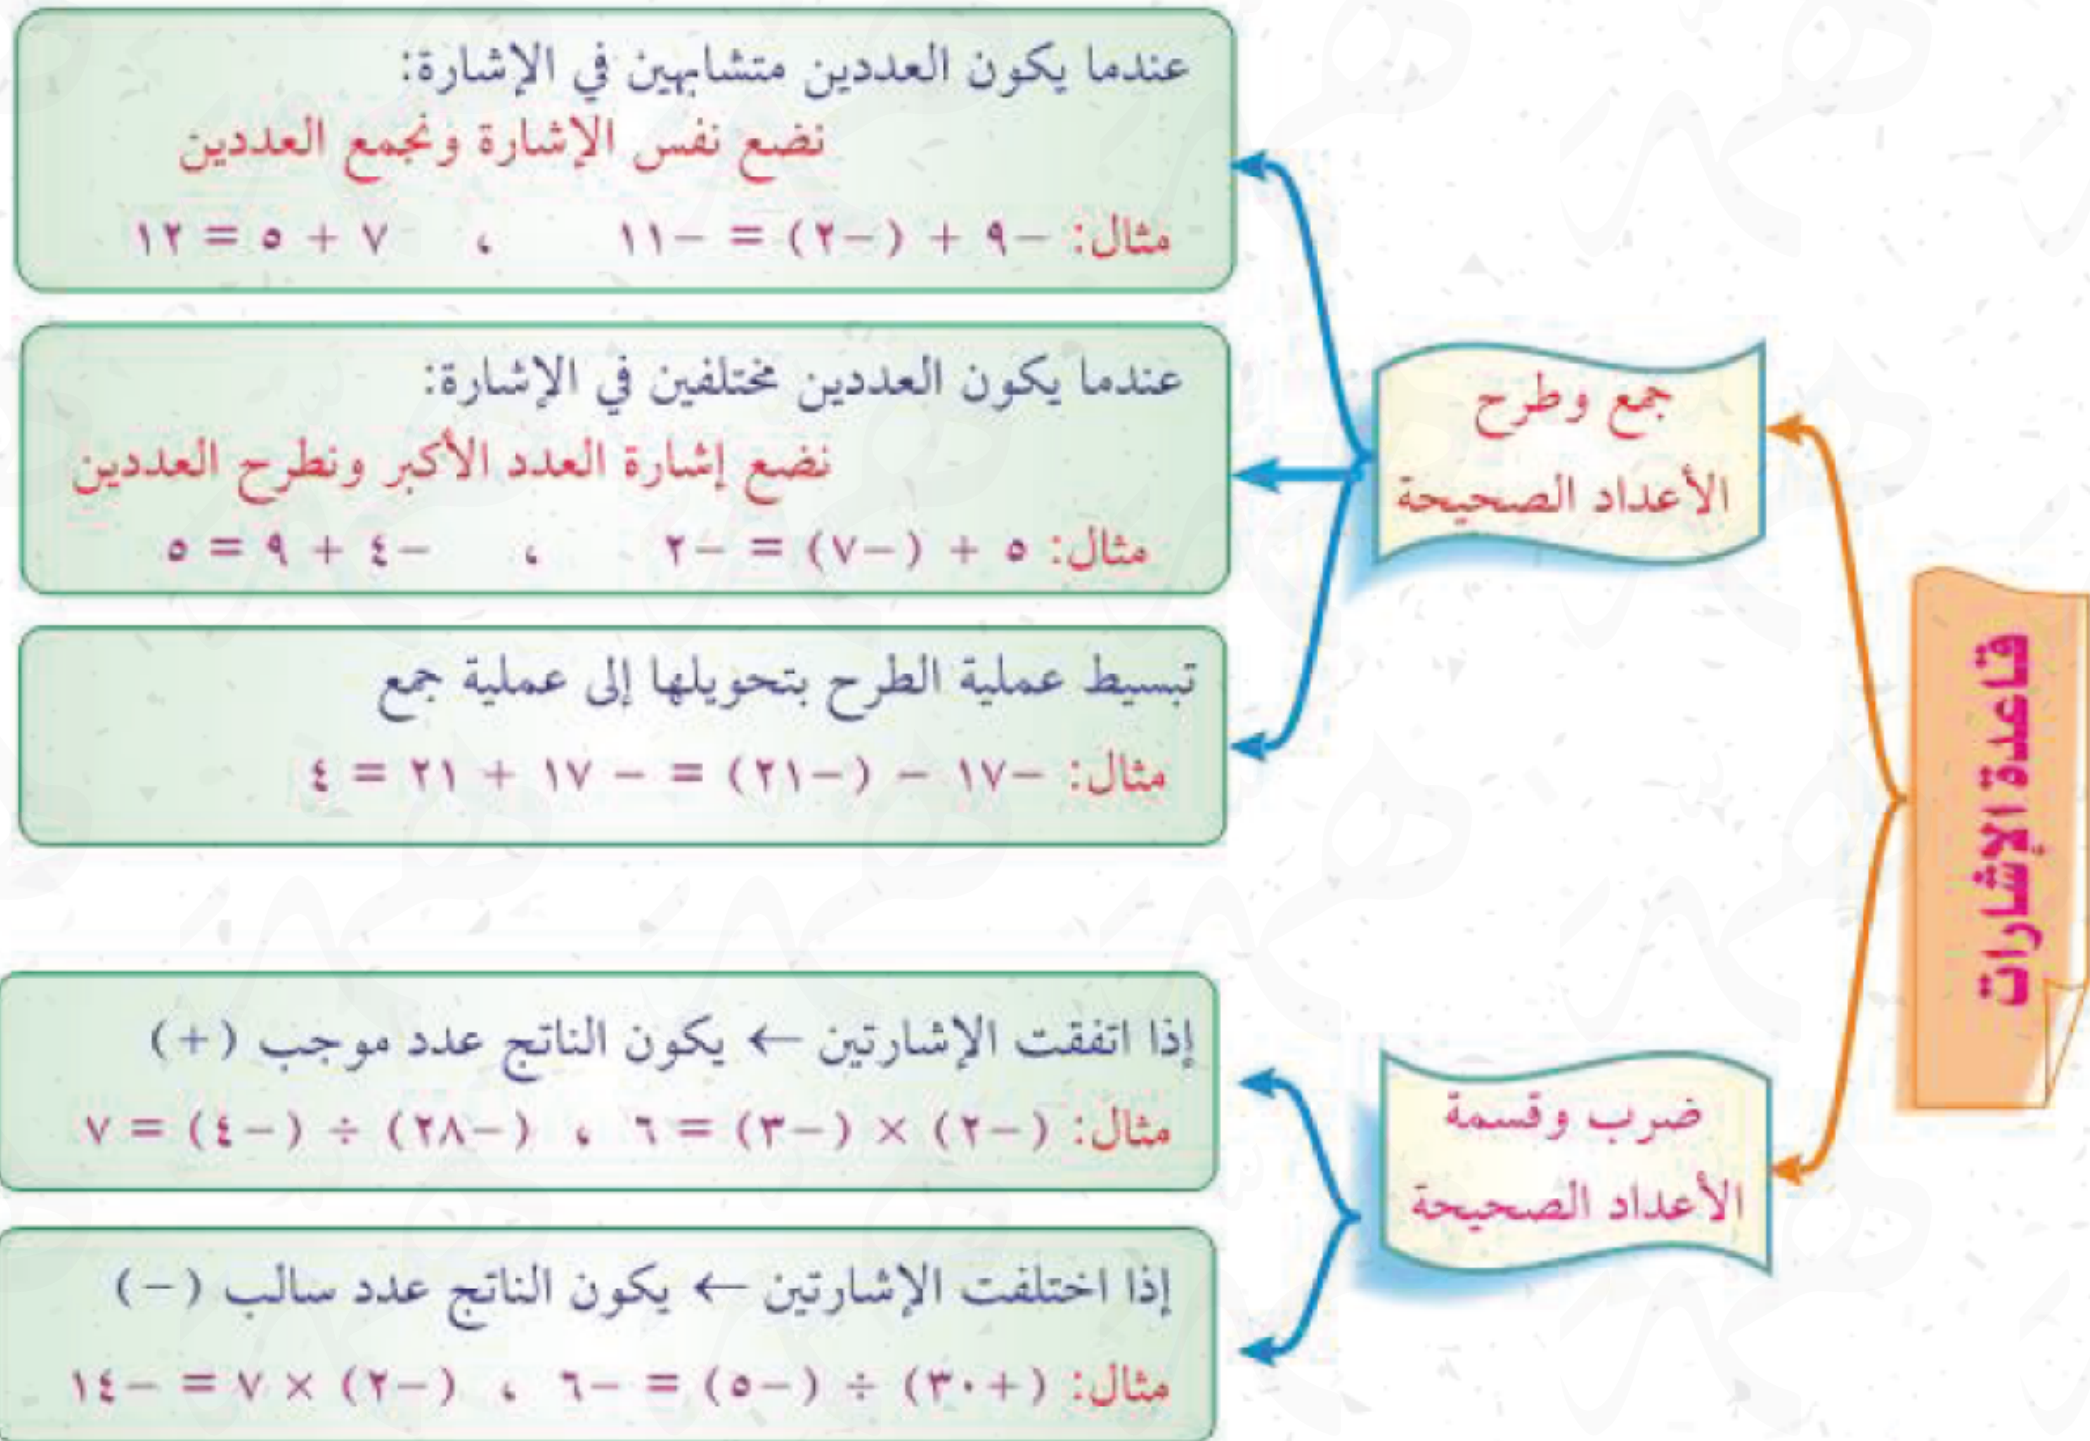 قاعدة الإشارات
جمع وطرح
الأعداد الصحيحة
عندما يكون العددين متشابهين في الإشارة:
نضع نفس الإشارة ونجمع العددين
مثال: −٩ + (−٢) = −١١ ، ٧ + ٥ = ١٢
عندما يكون العددين مختلفين في الإشارة:
نضع إشارة العدد الأكبر ونطرح العددين
مثال: ٥ + (−٧) = −٢ ، −٤ + ٩ = ٥
تبسيط عملية الطرح بتحويلها إلى عملية جمع
مثال: −١٧ − (−٢١) = − ١٧ + ٢١ = ٤
ضرب وقسمة
الأعداد الصحيحة
إذا اتفقت الإشارتين ← يكون الناتج عدد موجب (+)
مثال: (−٢) × (−٣) = ٦ ، (−٢٨) ÷ (−٤) = ٧
إذا اختلفت الإشارتين ← يكون الناتج عدد سالب (−)
مثال: (+٣٠) ÷ (−٥) = −٦ ، (−٢) × ٧ = −١٤